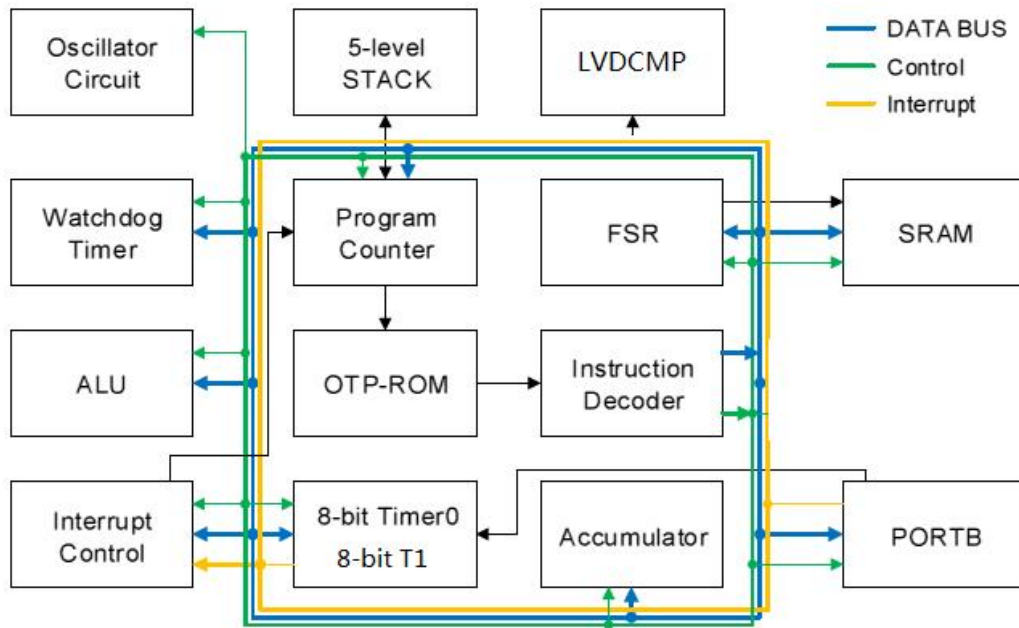 Oscillator
Circuit
5-level
STACK
LVDCMP
DATA BUS
Control
Interrupt
Watchdog
Timer
Program
Counter
FSR
SRAM
ALU
OTP-ROM
Instruction
Decoder
Interrupt
Control
8-bit Timer0
8-bit T1
Accumulator
PORTB